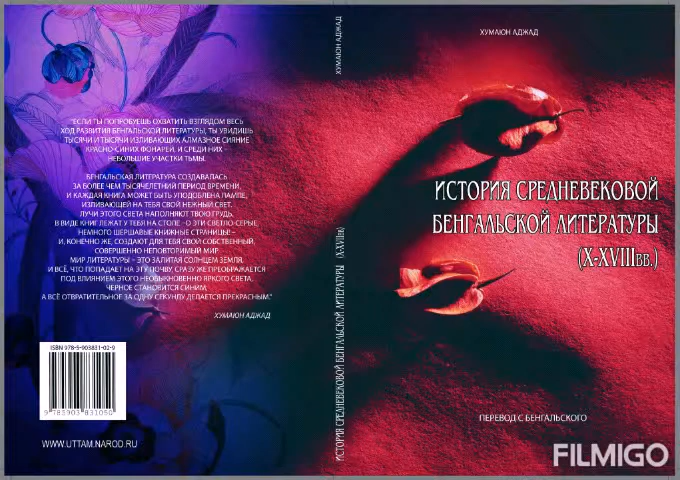 "ЕСЛИ ТЫ ПОПРОБУЕШЬ ОХВАТИТЬ ВЗГЛЯДОМ ВЕСЬ
ХОД РАЗВИТИЯ БЕНГАЛЬСКОЙ ЛИТЕРАТУРЫ, ТЫ УВИДИШЬ
ТЫСЯЧИ И ТЫСЯЧИ ИЗЛИВАЮЩИХ АЛМАЗНОЕ СИЯНИЕ
КРАСНО-СИНИХ ФОНАРЕЙ, И СРЕДИ НИХ -
НЕБОЛЬШИЕ УЧАСТКИ ТЬМЫ.
БЕНГАЛЬСКАЯ ЛИТЕРАТУРА СОЗДАВАЛАСЬ
ЗА БОЛЕЕ ЧЕМ ТЫСЯЧЕЛЕТНИЙ ПЕРИОД ВРЕМЕНИ,
И КАЖДАЯ КНИГА МОЖЕТ БЫТЬ УПОДОБЛЕНА ЛАМПЕ,
ИЗЛИВАЮЩЕЙ НА ТЕБЯ СВОЙ НЕЖНЫЙ СВЕТ.
ЛУЧИ ЭТОГО СВЕТА НАПОЛНЯЮТ ТВОЮ ГРУДЬ.
В ВИДЕ КНИГ ЛЕЖАТ У ТЕБЯ НА СТОЛЕ -О ЭТИ СВЕТЛО-СЕРЫЕ,
НЕМНОГО ШЕРШАВЫЕ КНИЖНЫЕ СТРАНИЦЫ! –
И, КОНЕЧНО ЖЕ, СОЗДАЮТ ДЛЯ ТЕБЯ СВОЙ СОБСТВЕННЫЙ,
СОВЕРШЕННО НЕПОВТОРИМЫЙ МИР.
МИР ЛИТЕРАТУРЫ – ЭТО ЗАЛИТАЯ СОЛНЦЕМ ЗЕМЛЯ.
И ВСЁ, ЧТО ПОПАДАЕТ НА ЭТУ ПОЧВУ, СРАЗУ ЖЕ ПРЕОБРАЖАЕТСЯ
ПОД ВЛИЯНИЕМ ЭТОГО НЕОБЫКНОВЕННО ЯРКОГО СВЕТА.
ЧЕРНОЕ СТАНОВИТСЯ СИНИМ,
А ВСЁ ОТВРАТИТЕЛЬНОЕ ЗА ОДНУ СЕКУНДУ ДЕЛАЕТСЯ ПРЕКРАСНЫМ."
ХУМАЮН АДЖАД
ISBN 978-5-903831-02-9
9 785903 831050
WWW.UTTAM.NAROD.RU
ХУМАЮН АДЖАД
ИСТОРИЯ СРЕДНЕВЕКОВОЙ БЕНГАЛЬСКОЙ ЛИТЕРАТУРЫ (X-XVIIIвв)
ХУМАЮН АДЖАД
ИСТОРИЯ СРЕДНЕВЕКОВОЙ
БЕНГАЛЬСКОЙ ЛИТЕРАТУРЫ
(X-XVIIIвв.)
ПЕРЕВОД С БЕНГАЛЬСКОГО
FILMIGO